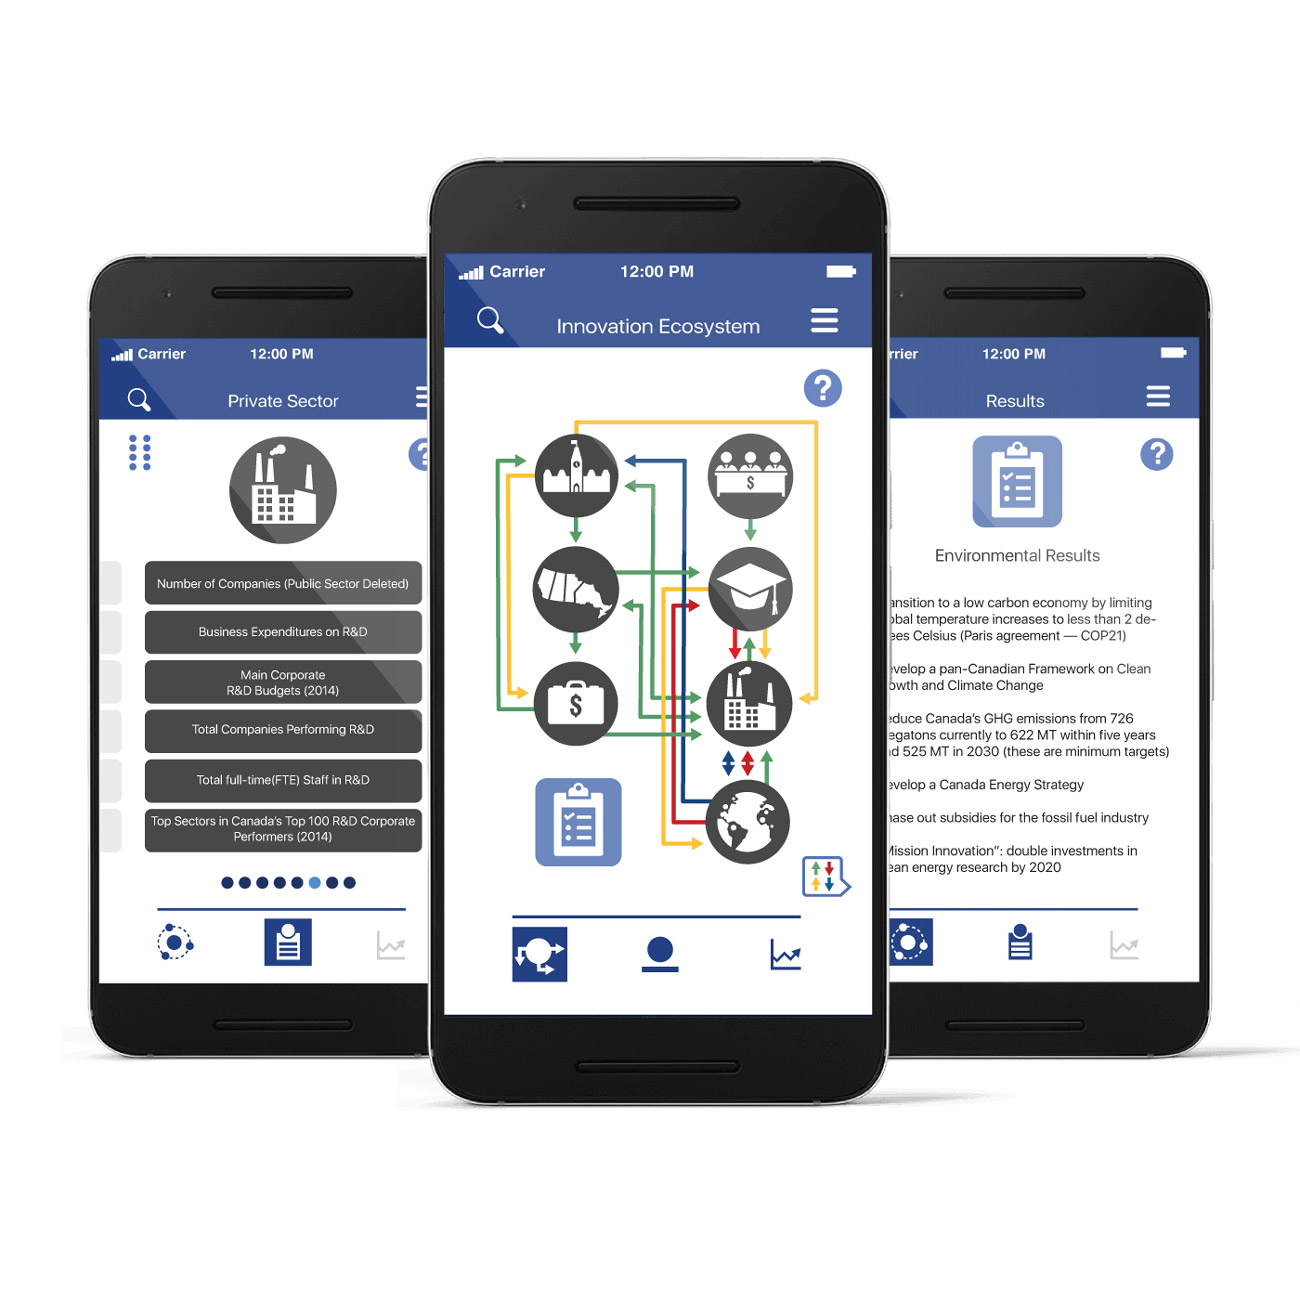 Carrier
12:00 PM
Private Sector
?
Number of Companies (Public Sector Deleted)
Business Expenditures on R&D
Main Corporate
R&D Budgets (2014)
Total Companies Performing R&D
Total full-time(FTE) Staff in R&D
Top Sectors in Canada's Top 100 R&D Corporate
Performers (2014)
Carrier
12:00 PM
Innovation Ecosystem
?
$
$
rrier
12:00 PM
Results
?
Environmental Results
ansition to a low carbon economy by limiting
obal temperature increases to less than 2 de-
ees Celsius (Paris agreement — COP21)
evelop a pan-Canadian Framework on Clean
owth and Climate Change
educe Canada's GHG emissions from 726
egatons currently to 622 MT within five years
nd 525 MT in 2030 (these are minimum targets)
evelop a Canada Energy Strategy
hase out subsidies for the fossil fuel industry
Mission Innovation": double investments in
ean energy research by 2020